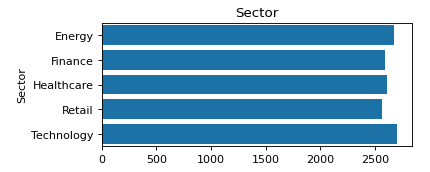 Sector
Energy
Finance
Healthcare
Retail
Technology
Sector
0 500 1000 1500 2000 2500